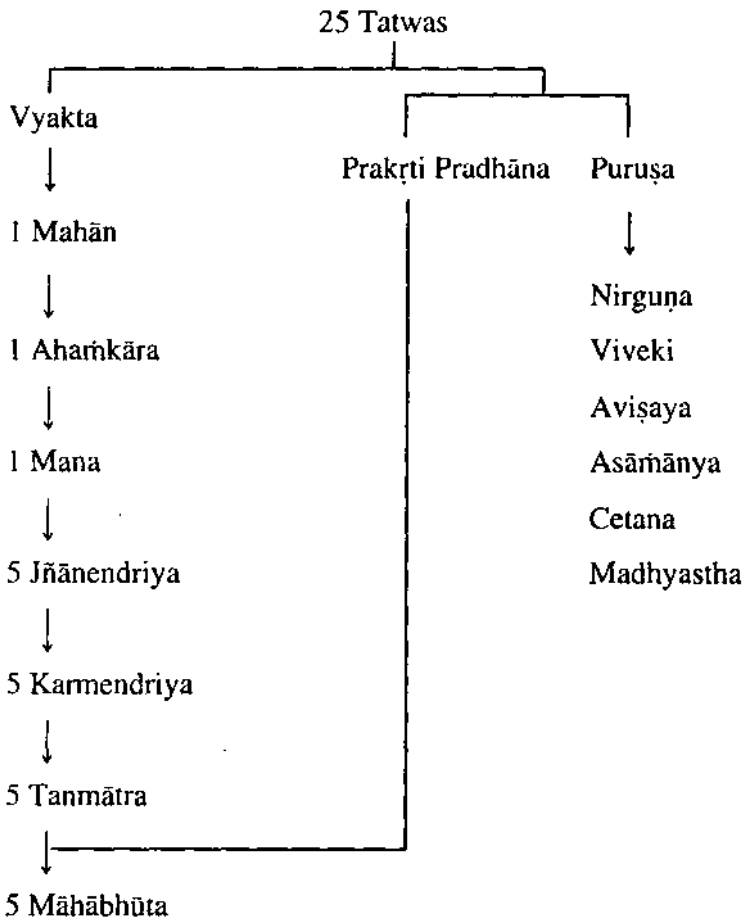 25 Tatwas
Vyakta
Prakṛti Pradhāna
Puruṣa
1 Mahān
Nirguṇa
1 Ahaṁkāra
Viveki
Aviṣaya
1 Mana
Asāṁānya
Cetana
5 Jñānendriya
Madhyastha
5 Karmendriya
5 Tanmātra
5 Māhābhūta